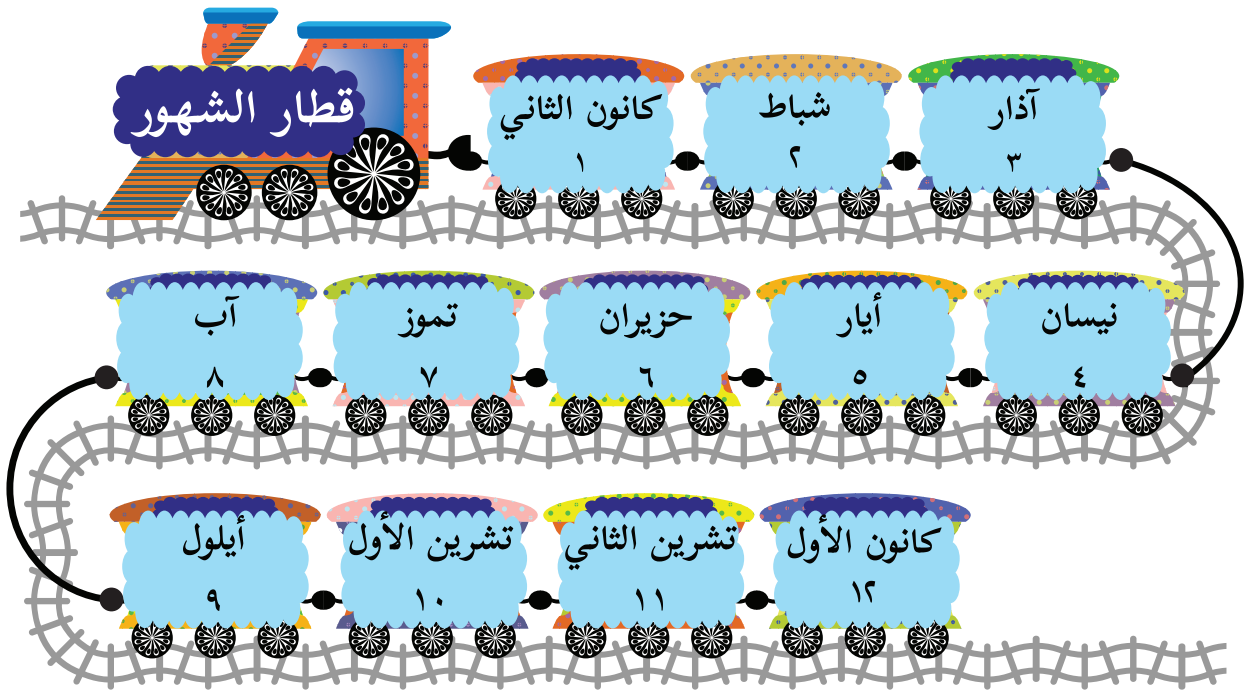 قطار الشهور
كانون الثاني
١
شباط
٢
آذار
٣
نيسان
٤
أيار
٥
حزيران
٦
تموز
٧
آب
٨
أيلول
٩
تشرين الأول
١٠
تشرين الثاني
١١
كانون الأول
١٢